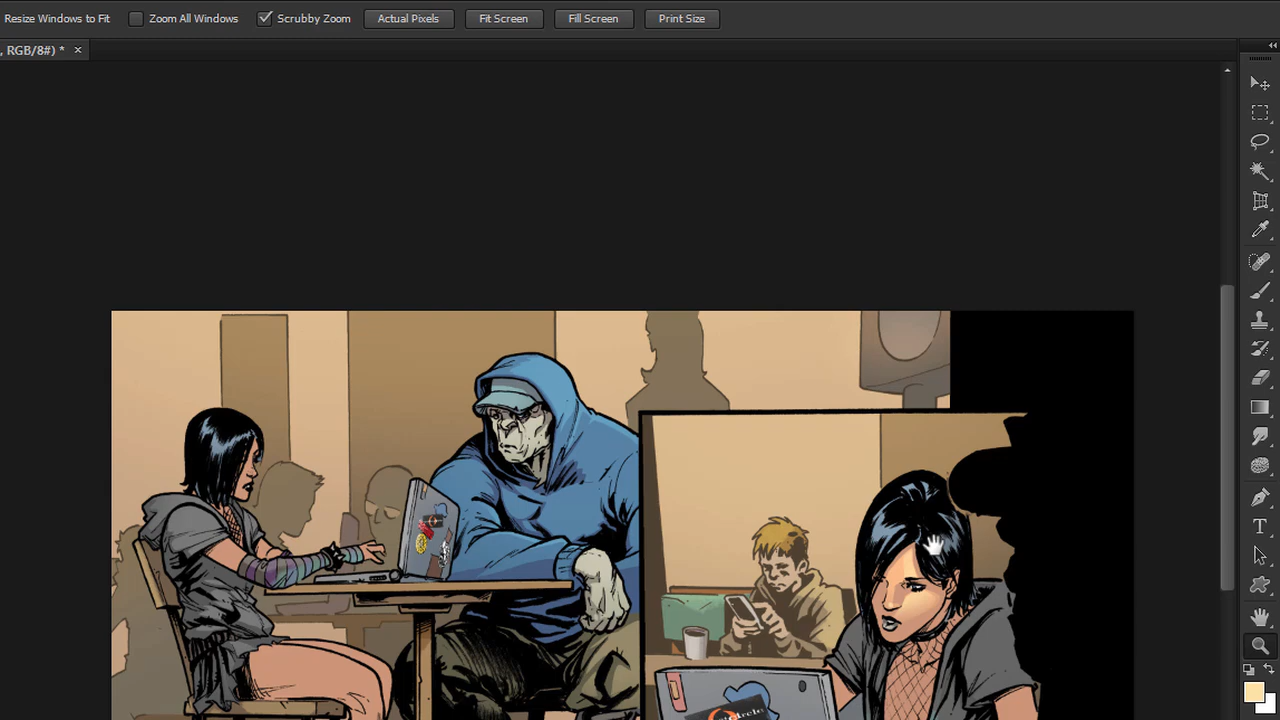 Resize Windows to Fit Zoom All Windows Scrubby Zoom Actual Pixels Fit Screen Fill Screen Print Size
, RGB/8#) * ×